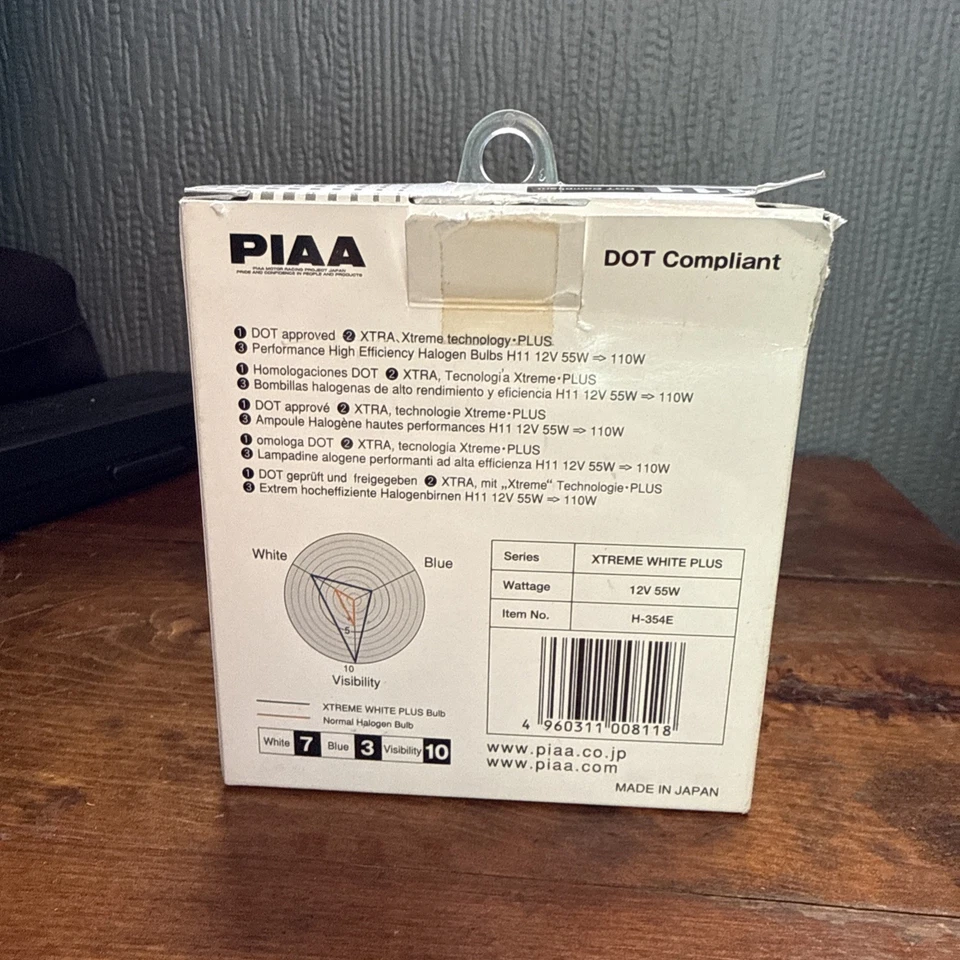 PIAA
PIAA MOTOR RACING PROJECT JAPAN
PRIDE AND CONFIDENCE IN PEOPLE AND PRODUCTS
DOT Compliant
❶ DOT approved ❷ XTRA、Xtreme technology・PLUS
❸ Performance High Efficiency Halogen Bulbs H11 12V 55W ⇒ 110W
❶ Homologaciones DOT ❷ XTRA, Tecnologi´a Xtreme・PLUS
❸ Bombillas halogenas de alto rendimiento y eficiencia H11 12V 55W ⇒ 110W
❶ DOT apprové ❷ XTRA, technologie Xtreme・PLUS
❸ Ampoule Halogène hautes performances H11 12V 55W ⇒ 110W
❶ omologa DOT ❷ XTRA, tecnologia Xtreme・PLUS
❸ Lampadine alogene performanti ad alta efficienza H11 12V 55W ⇒ 110W
❶ DOT geprüft und freigegeben ❷ XTRA, mit „Xtreme“ Technologie・PLUS
❸ Extrem hocheffiziente Halogenbirnen H11 12V 55W ⇒ 110W
White
Blue
5
10
Visibility
XTREME WHITE PLUS Bulb
Normal Halogen Bulb
White 7 Blue 3 Visibility 10
Series XTREME WHITE PLUS
Wattage 12V 55W
Item No. H-354E
4 960311 008118
www.piaa.co.jp
www.piaa.com
MADE IN JAPAN